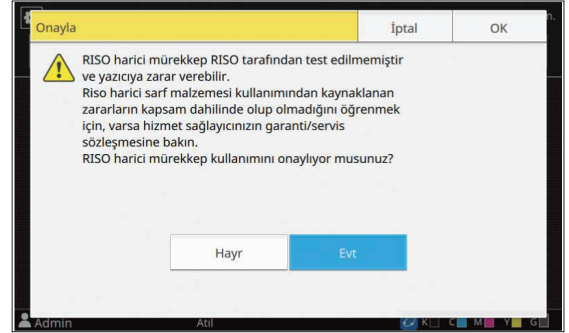 Onayla
İptal
OK
n.
RISO harici mürekkep RISO tarafından test edilmemiştir
ve yazıcıya zarar verebilir.
Riso harici sarf malzemesi kullanımından kaynaklanan
zararların kapsam dahilinde olup olmadığını öğrenmek
için, varsa hizmet sağlayıcınızın garanti/servis
sözleşmesine bakın.
RISO harici mürekkep kullanımını onaylıyor musunuz?
Hayr
Evt
Admin
Atıl
K C M Y G